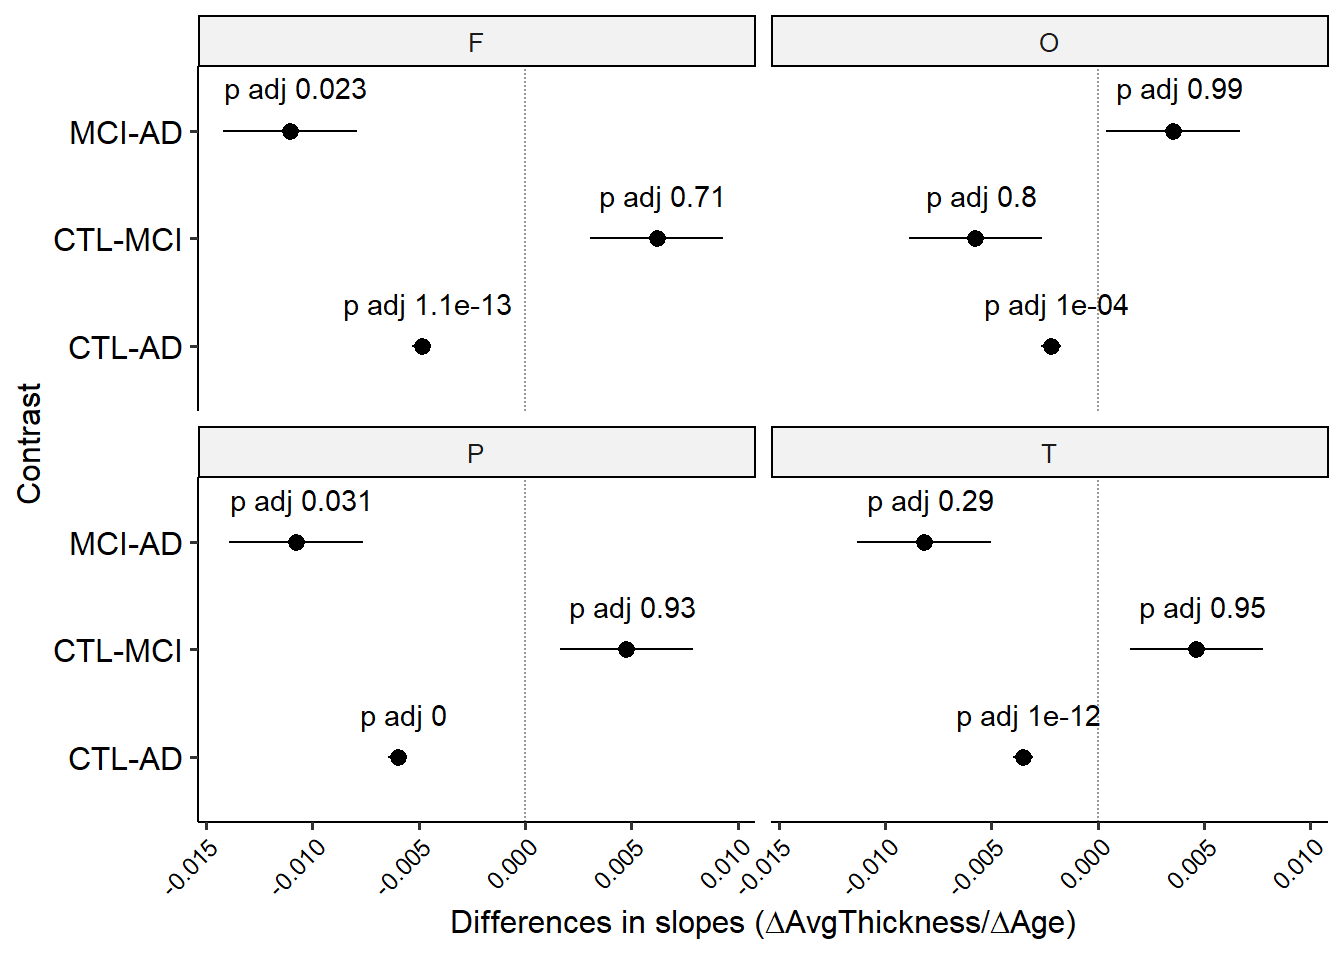 F
O
MCI-AD
p adj 0.023
p adj 0.99
CTL-MCI
p adj 0.71
p adj 0.8
CTL-AD
p adj 1.1e-13
p adj 1e-04
Contrast
P
T
MCI-AD
p adj 0.031
p adj 0.29
CTL-MCI
p adj 0.93
p adj 0.95
CTL-AD
p adj 0
p adj 1e-12
-0.015 -0.010 -0.005 0.000 0.005 0.010
-0.015 -0.010 -0.005 0.000 0.005 0.010
Differences in slopes (ΔAvgThickness/ΔAge)